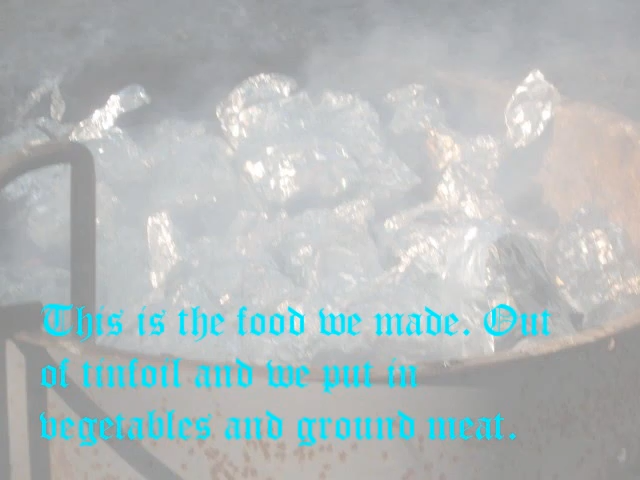 This is the food we made. Out
of tinfoil and we put in
vegetables and ground meat.